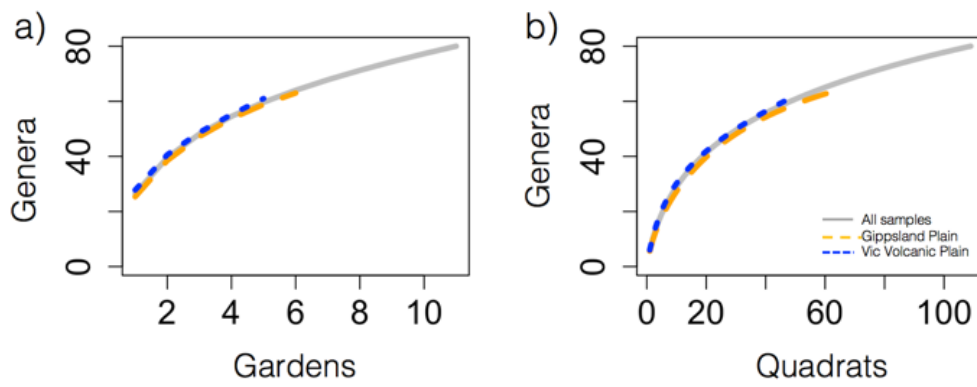 a)
80
40
0
Genera
2 4 6 8 10
Gardens
b)
80
40
0
Genera
All samples
Gippsland Plain
Vic Volcanic Plain
0 20 60 100
Quadrats